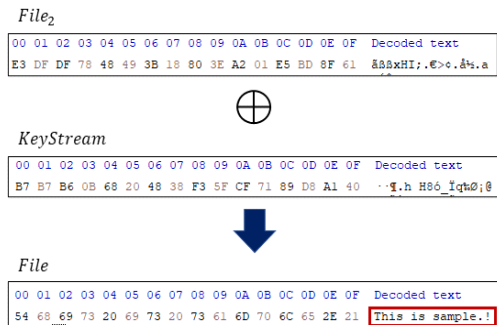 File₂
00 01 02 03 04 05 06 07 08 09 0A 0B 0C 0D 0E 0F Decoded text
E3 DF DF 78 48 49 3B 18 80 3E A2 01 E5 BD 8F 61 ãßßxHI;.€>¢.å½.a
KeyStream
00 01 02 03 04 05 06 07 08 09 0A 0B 0C 0D 0E 0F Decoded text
B7 B7 B6 0B 68 20 48 38 F3 5F CF 71 89 D8 A1 40 ··¶.h H8ó_Ïq‰Ø¡@
File
00 01 02 03 04 05 06 07 08 09 0A 0B 0C 0D 0E 0F Decoded text
54 68 69 73 20 69 73 20 73 61 6D 70 6C 65 2E 21 This is sample.!